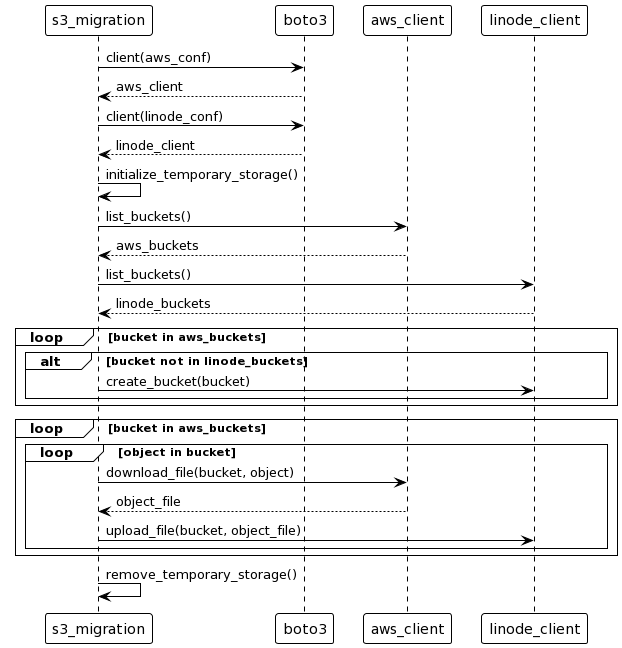 s3_migration boto3 aws_client linode_client
client(aws_conf)
aws_client
client(linode_conf)
linode_client
initialize_temporary_storage()
list_buckets()
aws_buckets
list_buckets()
linode_buckets
loop [bucket in aws_buckets]
alt [bucket not in linode_buckets]
create_bucket(bucket)
loop [bucket in aws_buckets]
loop [object in bucket]
download_file(bucket, object)
object_file
upload_file(bucket, object_file)
remove_temporary_storage()
s3_migration boto3 aws_client linode_client